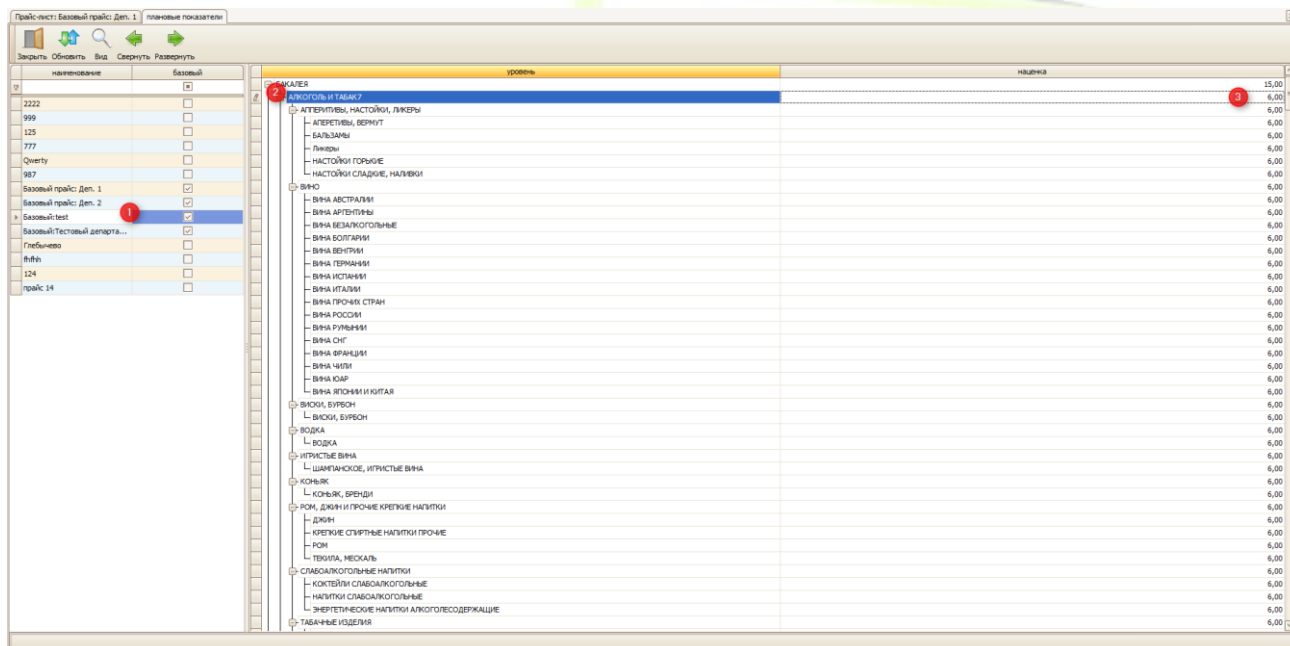 Прайс-лист: Базовый прайс: Деп. 1 плановые показатели
Закрыть Обновить Вид Свернуть Развернуть
наименование базовый
2222
999
125
777
Qwerty
987
Базовый прайс: Деп. 1
Базовый прайс: Деп. 2
Базовый:test 1
Базовый:Тестовый департа...
Глебычево
fhfhh
124
прайс 14
уровень наценка
БАКАЛЕЯ 15,00
2 АЛКОГОЛЬ И ТАБАК7 3 6,00
АППЕРИТИВЫ, НАСТОЙКИ, ЛИКЕРЫ 6,00
АПЕРЕТИВЫ, ВЕРМУТ 6,00
БАЛЬЗАМЫ 6,00
Ликеры 6,00
НАСТОЙКИ ГОРЬКИЕ 6,00
НАСТОЙКИ СЛАДКИЕ, НАЛИВКИ 6,00
ВИНО 6,00
ВИНА АВСТРАЛИИ 6,00
ВИНА АРГЕНТИНЫ 6,00
ВИНА БЕЗАЛКОГОЛЬНЫЕ 6,00
ВИНА БОЛГАРИИ 6,00
ВИНА ВЕНГРИИ 6,00
ВИНА ГЕРМАНИИ 6,00
ВИНА ИСПАНИИ 6,00
ВИНА ИТАЛИИ 6,00
ВИНА ПРОЧИХ СТРАН 6,00
ВИНА РОССИИ 6,00
ВИНА РУМЫНИИ 6,00
ВИНА СНГ 6,00
ВИНА ФРАНЦИИ 6,00
ВИНА ЧИЛИ 6,00
ВИНА ЮАР 6,00
ВИНА ЯПОНИИ И КИТАЯ 6,00
ВИСКИ, БУРБОН 6,00
ВИСКИ, БУРБОН 6,00
ВОДКА 6,00
ВОДКА 6,00
ИГРИСТЫЕ ВИНА 6,00
ШАМПАНСКОЕ, ИГРИСТЫЕ ВИНА 6,00
КОНЬЯК 6,00
КОНЬЯК, БРЕНДИ 6,00
РОМ, ДЖИН И ПРОЧИЕ КРЕПКИЕ НАПИТКИ 6,00
ДЖИН 6,00
КРЕПКИЕ СПИРТНЫЕ НАПИТКИ ПРОЧИЕ 6,00
РОМ 6,00
ТЕКИЛА, МЕСКАЛЬ 6,00
СЛАБОАЛКОГОЛЬНЫЕ НАПИТКИ 6,00
КОКТЕЙЛИ СЛАБОАЛКОГОЛЬНЫЕ 6,00
НАПИТКИ СЛАБОАЛКОГОЛЬНЫЕ 6,00
ЭНЕРГЕТИЧЕСКИЕ НАПИТКИ АЛКОГОЛЕСОДЕРЖАЩИЕ 6,00
ТАБАЧНЫЕ ИЗДЕЛИЯ 6,00